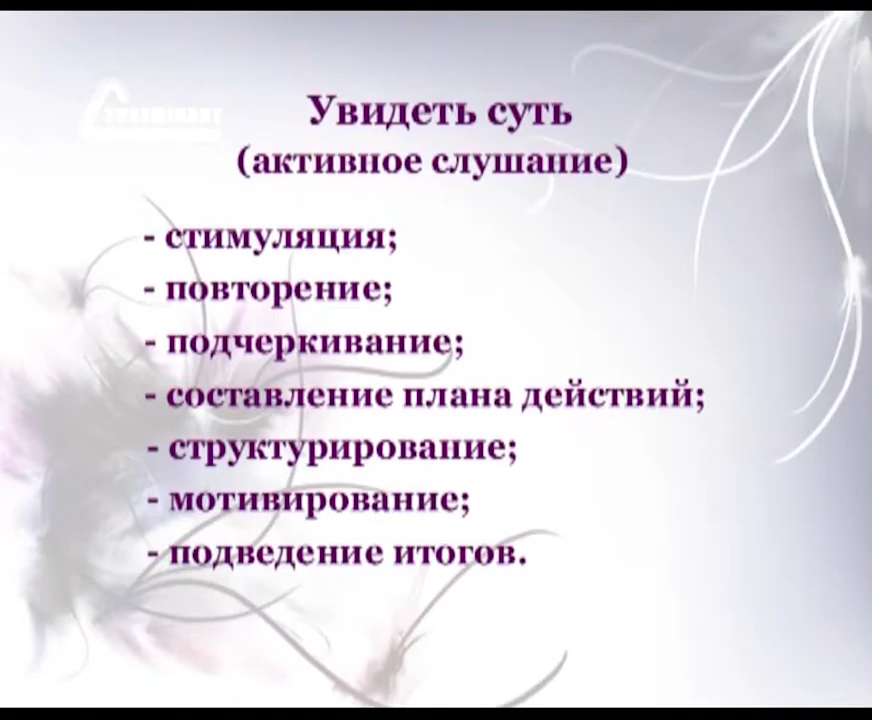 Увидеть суть
(активное слушание)
- стимуляция;
- повторение;
- подчеркивание;
- составление плана действий;
- структурирование;
- мотивирование;
- подведение итогов.